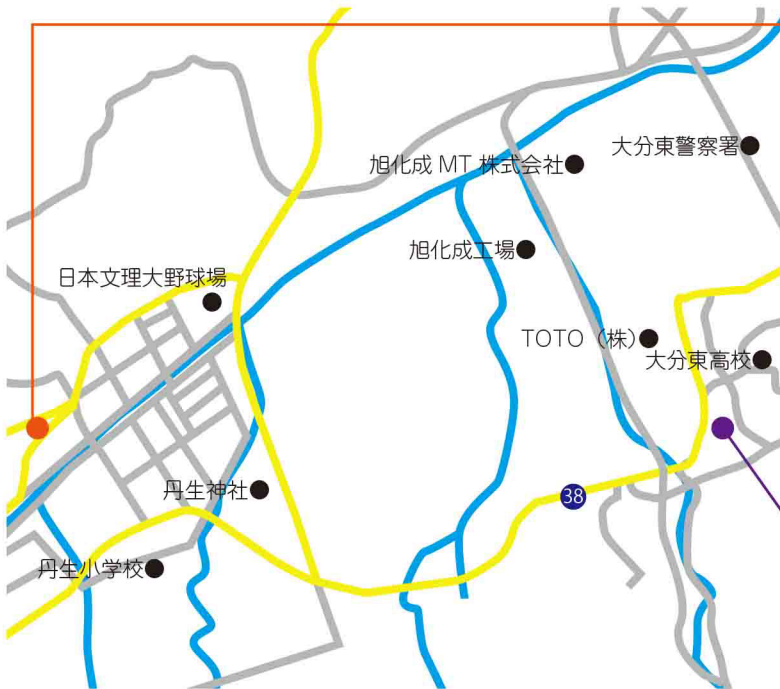 大分東警察署
旭化成 MT 株式会社
旭化成工場
日本文理大野球場
TOTO（株）
大分東高校
丹生神社
38
丹生小学校